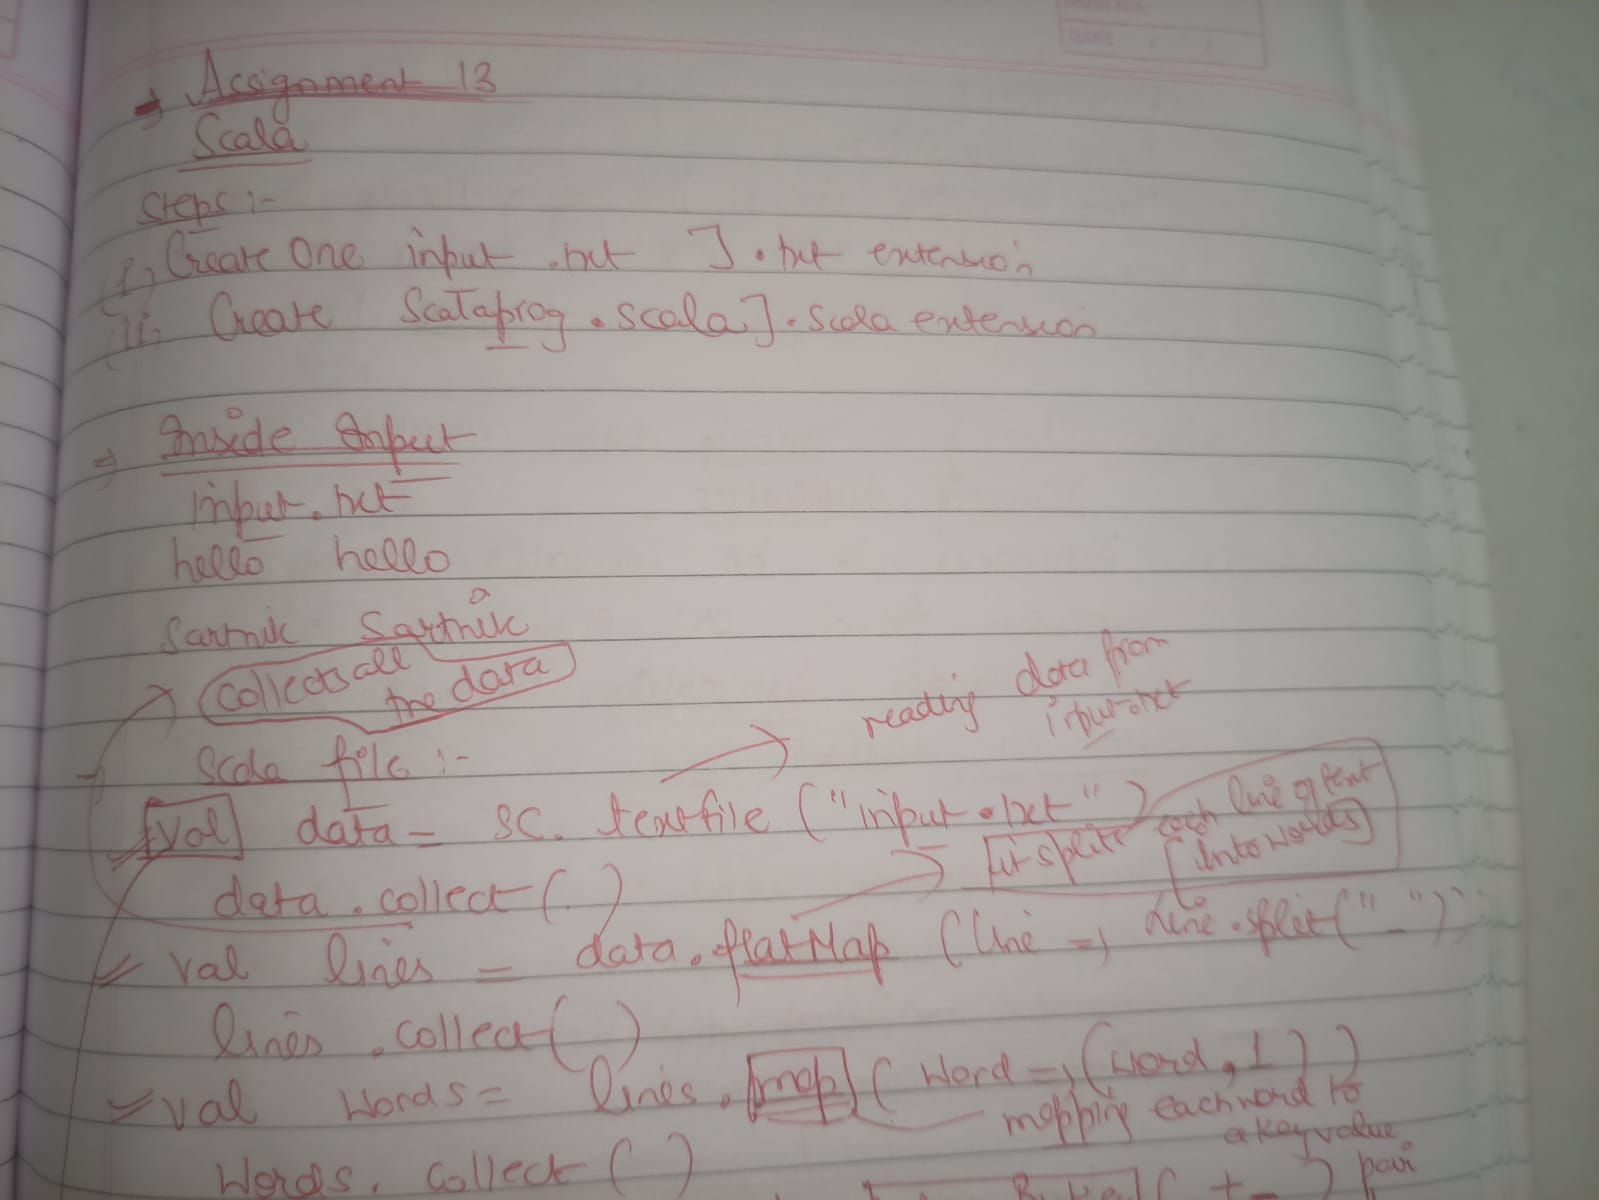 → Assignment 13
Scala
Steps :-
(i) Create One input .txt ] .txt extension
(ii) Create Scalaprog . scala ] . Scala extension
⇒ Inside Input
input.txt
hello hello
Sartnik Sartnik
collects all
the data
reading data from
input.txt
→ Scala file :-
val data = sc. textfile ("input.txt")
it splits each line of text
into words
data . collect( )
val lines = data. flatMap (line => line.split(" "))
lines . collect( )
val words = lines. map ( word => (word, 1 ) )
mapping each word to
a key value
pair
Words. collect ( )
DATE